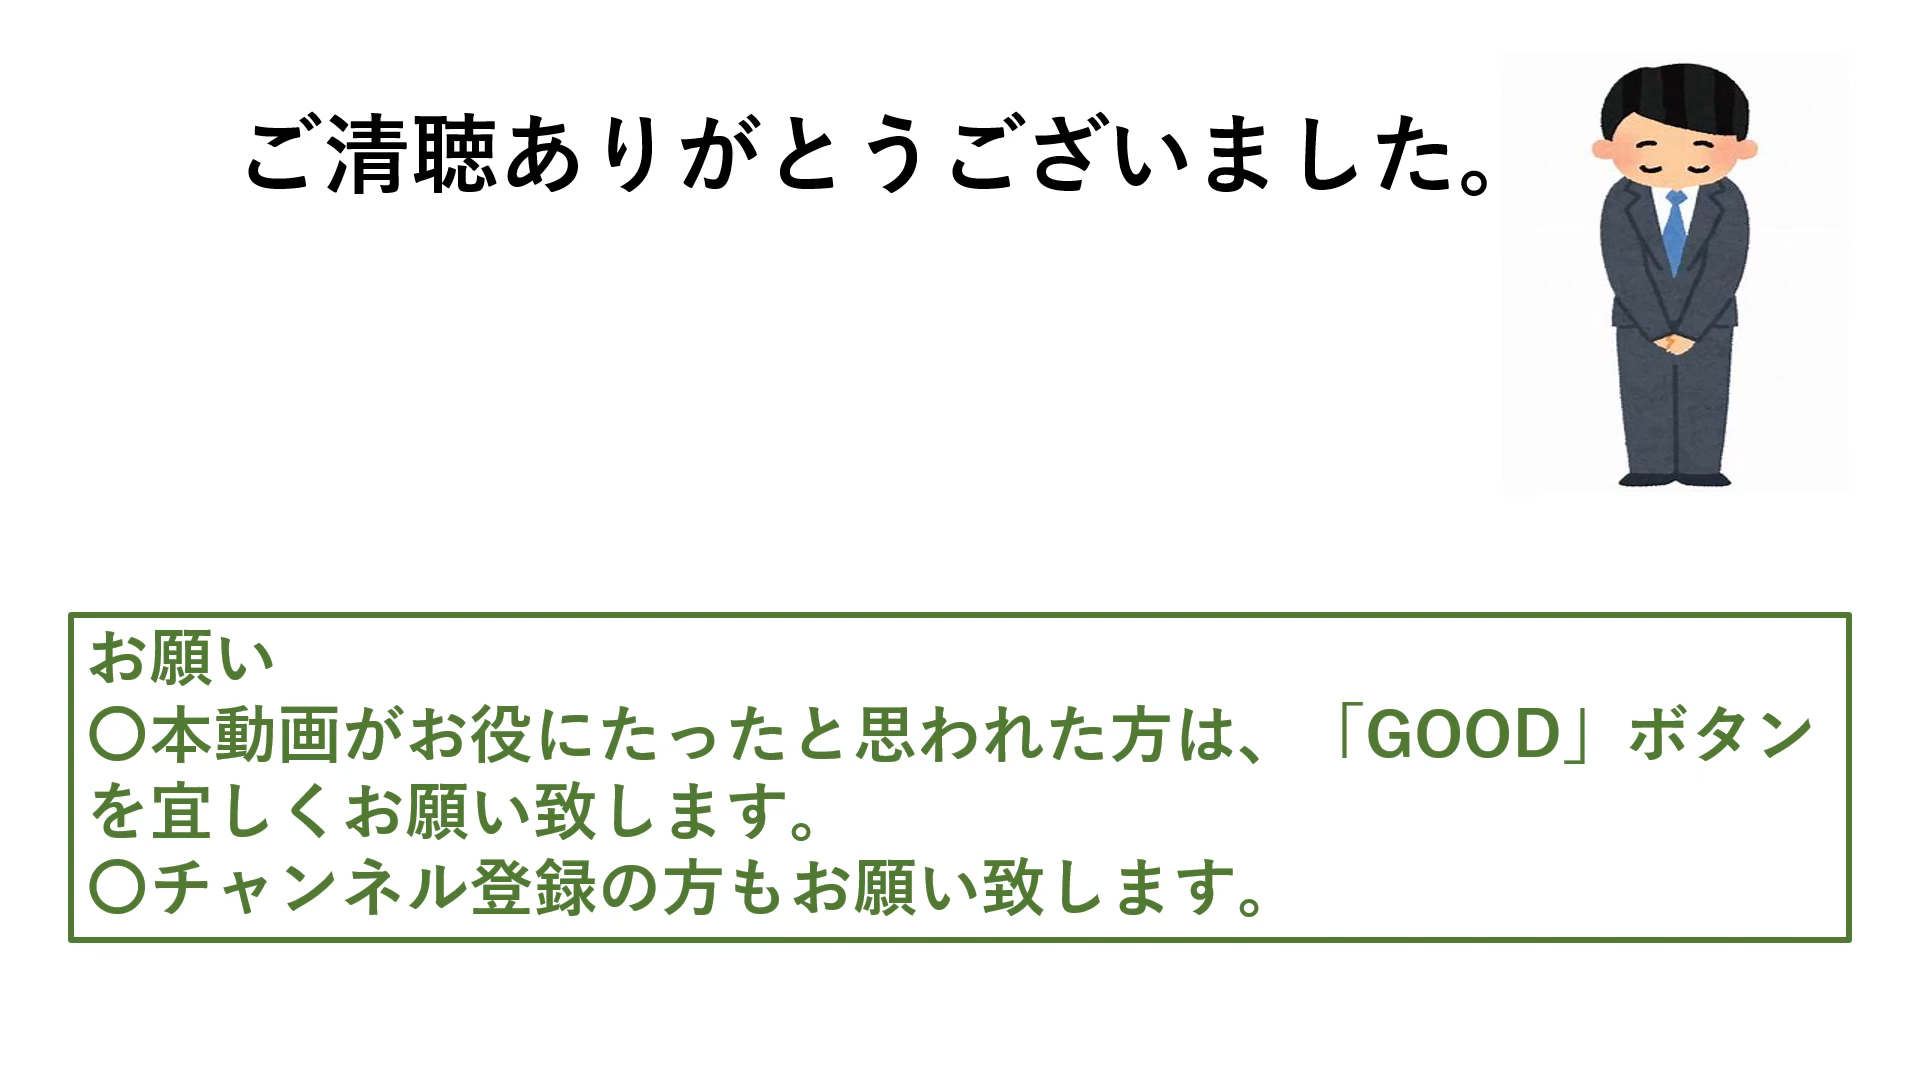 ご清聴ありがとうございました。
お願い
〇本動画がお役にたったと思われた方は、「GOOD」ボタン
を宜しくお願い致します。
〇チャンネル登録の方もお願い致します。